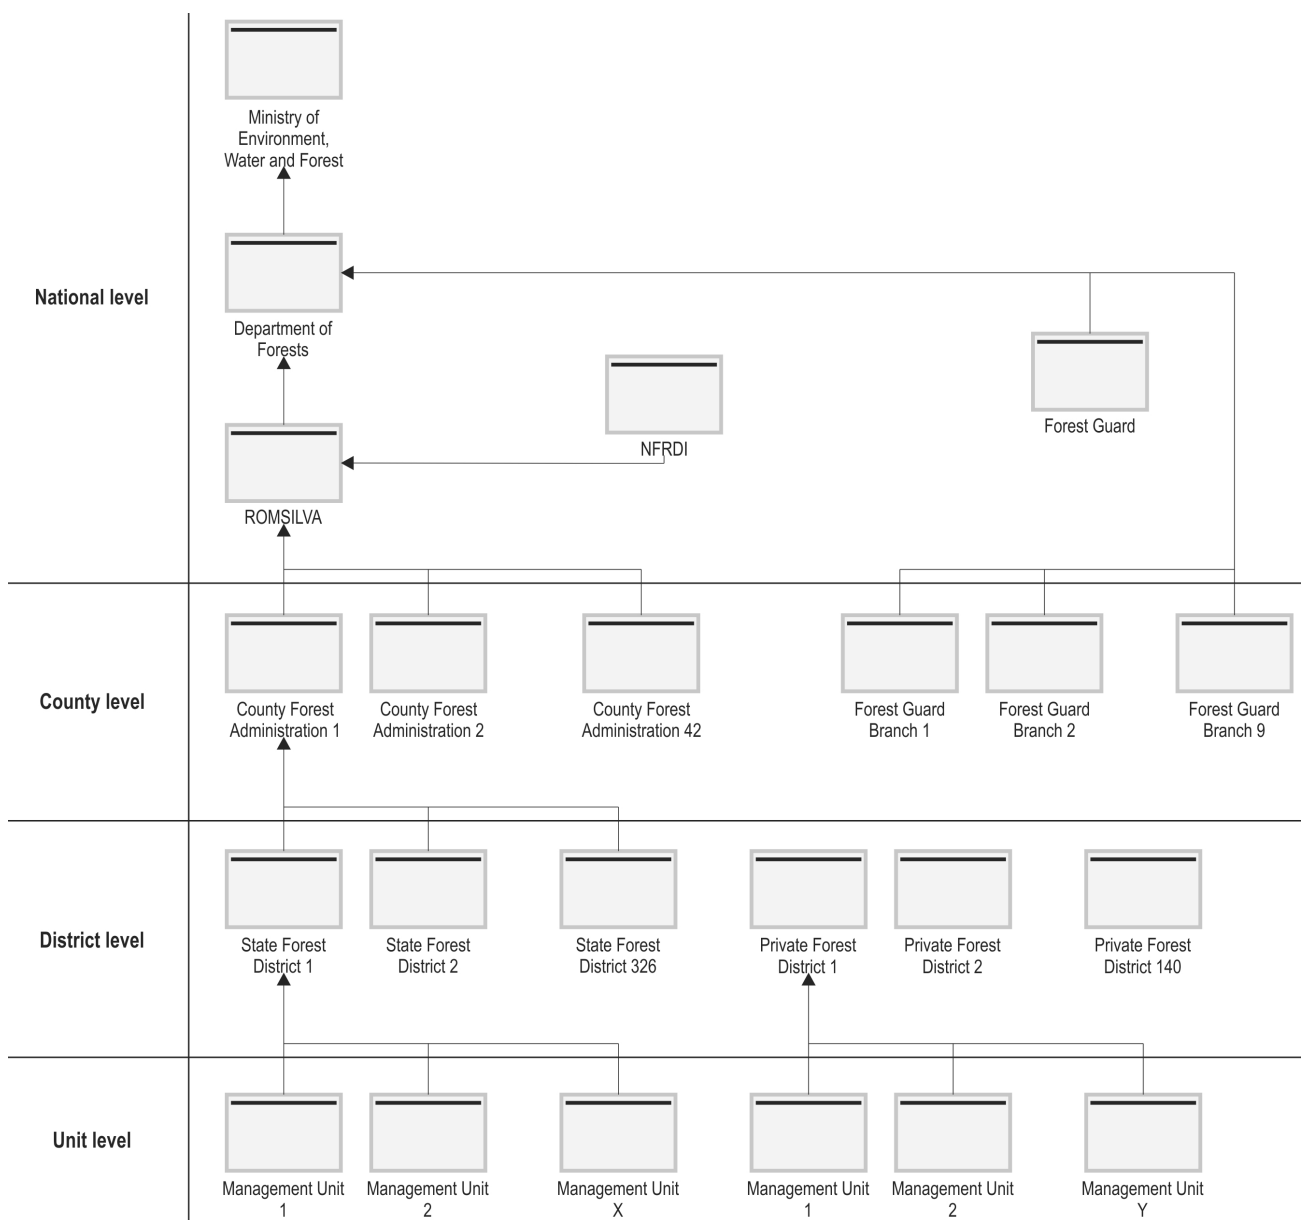 Ministry of
Environment,
Water and Forest
National level
Department of
Forests
Forest Guard
NFRDI
ROMSILVA
County level
County Forest
Administration 1
County Forest
Administration 2
County Forest
Administration 42
Forest Guard
Branch 1
Forest Guard
Branch 2
Forest Guard
Branch 9
District level
State Forest
District 1
State Forest
District 2
State Forest
District 326
Private Forest
District 1
Private Forest
District 2
Private Forest
District 140
Unit level
Management Unit
1
Management Unit
2
Management Unit
X
Management Unit
1
Management Unit
2
Management Unit
Y